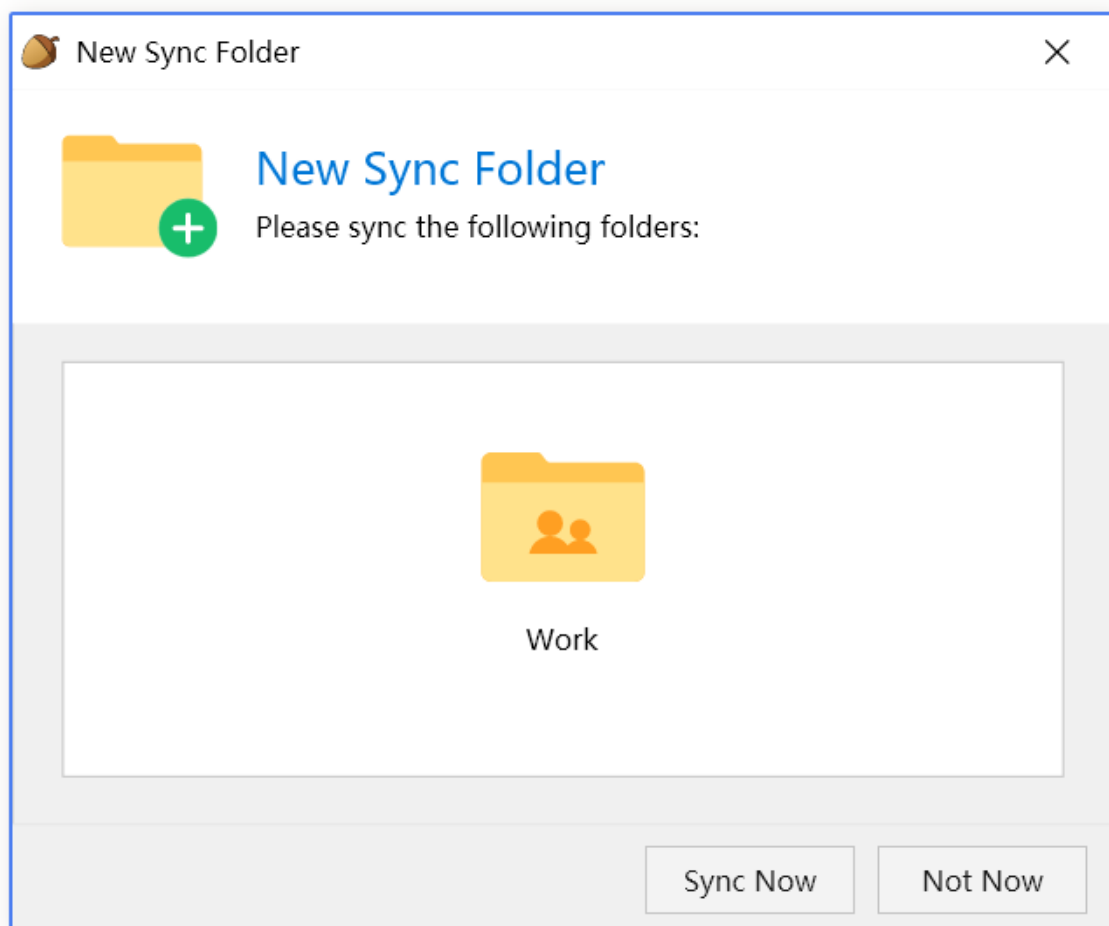 New Sync Folder
New Sync Folder
Please sync the following folders:
Work
Sync Now
Not Now